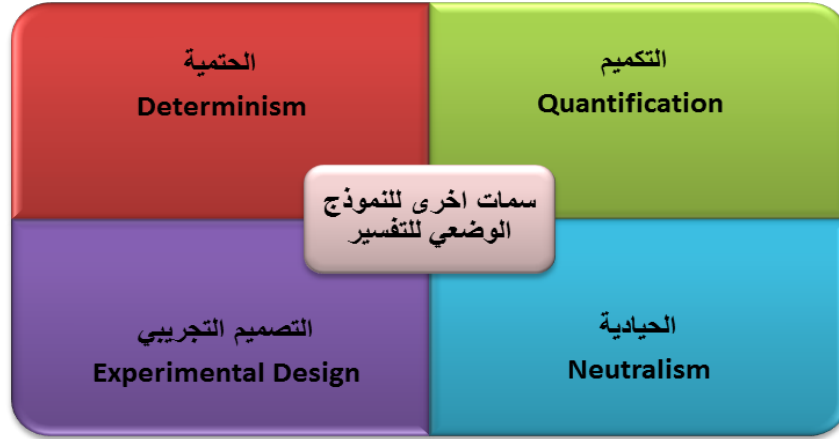 الحتمية
Determinism
التكميم
Quantification
سمات اخرى للنموذج
الوضعي للتفسير
التصميم التجريبي
Experimental Design
الحيادية
Neutralism